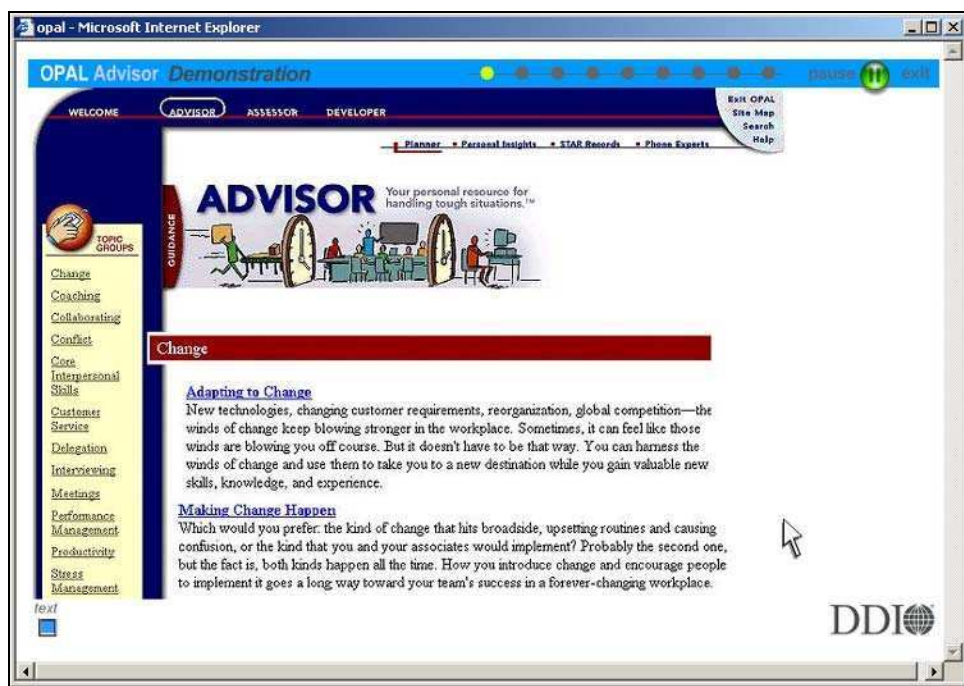 opal - Microsoft Internet Explorer
OPAL Advisor Demonstration
pause
exit
WELCOME
ADVISOR
ASSESSOR
DEVELOPER
Exit OPAL
Site Map
Search
Help
Planner • Personal Insights • STAR Records • Phone Experts
GUIDANCE
ADVISOR
Your personal resource for
handling tough situations.™
TOPIC
GROUPS
Change
Coaching
Collaborating
Conflict
Core
Interpersonal
Skills
Customer
Service
Delegation
Interviewing
Meetings
Performance
Management
Productivity
Stress
Management
Change
Adapting to Change
New technologies, changing customer requirements, reorganization, global competition—the
winds of change keep blowing stronger in the workplace. Sometimes, it can feel like those
winds are blowing you off course. But it doesn't have to be that way. You can harness the
winds of change and use them to take you to a new destination while you gain valuable new
skills, knowledge, and experience.
Making Change Happen
Which would you prefer: the kind of change that hits broadside, upsetting routines and causing
confusion, or the kind that you and your associates would implement? Probably the second one,
but the fact is, both kinds happen all the time. How you introduce change and encourage people
to implement it goes a long way toward your team's success in a forever-changing workplace.
text
DDI